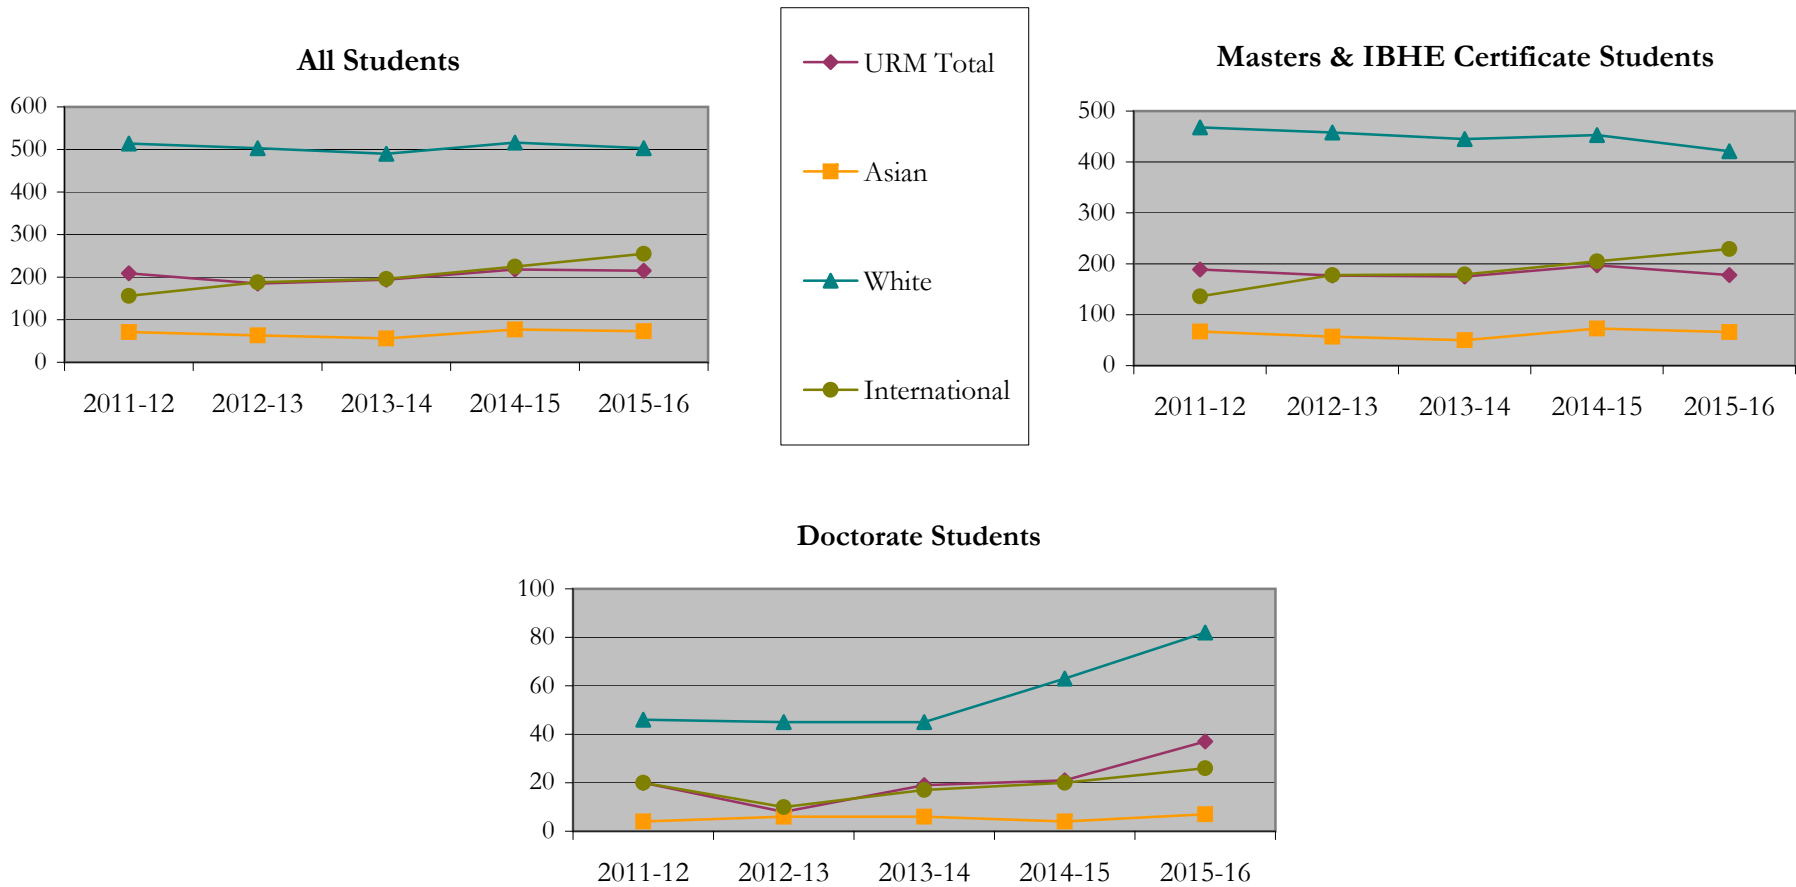 All Students
600
500
400
300
200
100
0
2011-12 2012-13 2013-14 2014-15 2015-16
URM Total
Asian
White
International
Masters & IBHE Certificate Students
500
400
300
200
100
0
2011-12 2012-13 2013-14 2014-15 2015-16
Doctorate Students
100
80
60
40
20
0
2011-12 2012-13 2013-14 2014-15 2015-16